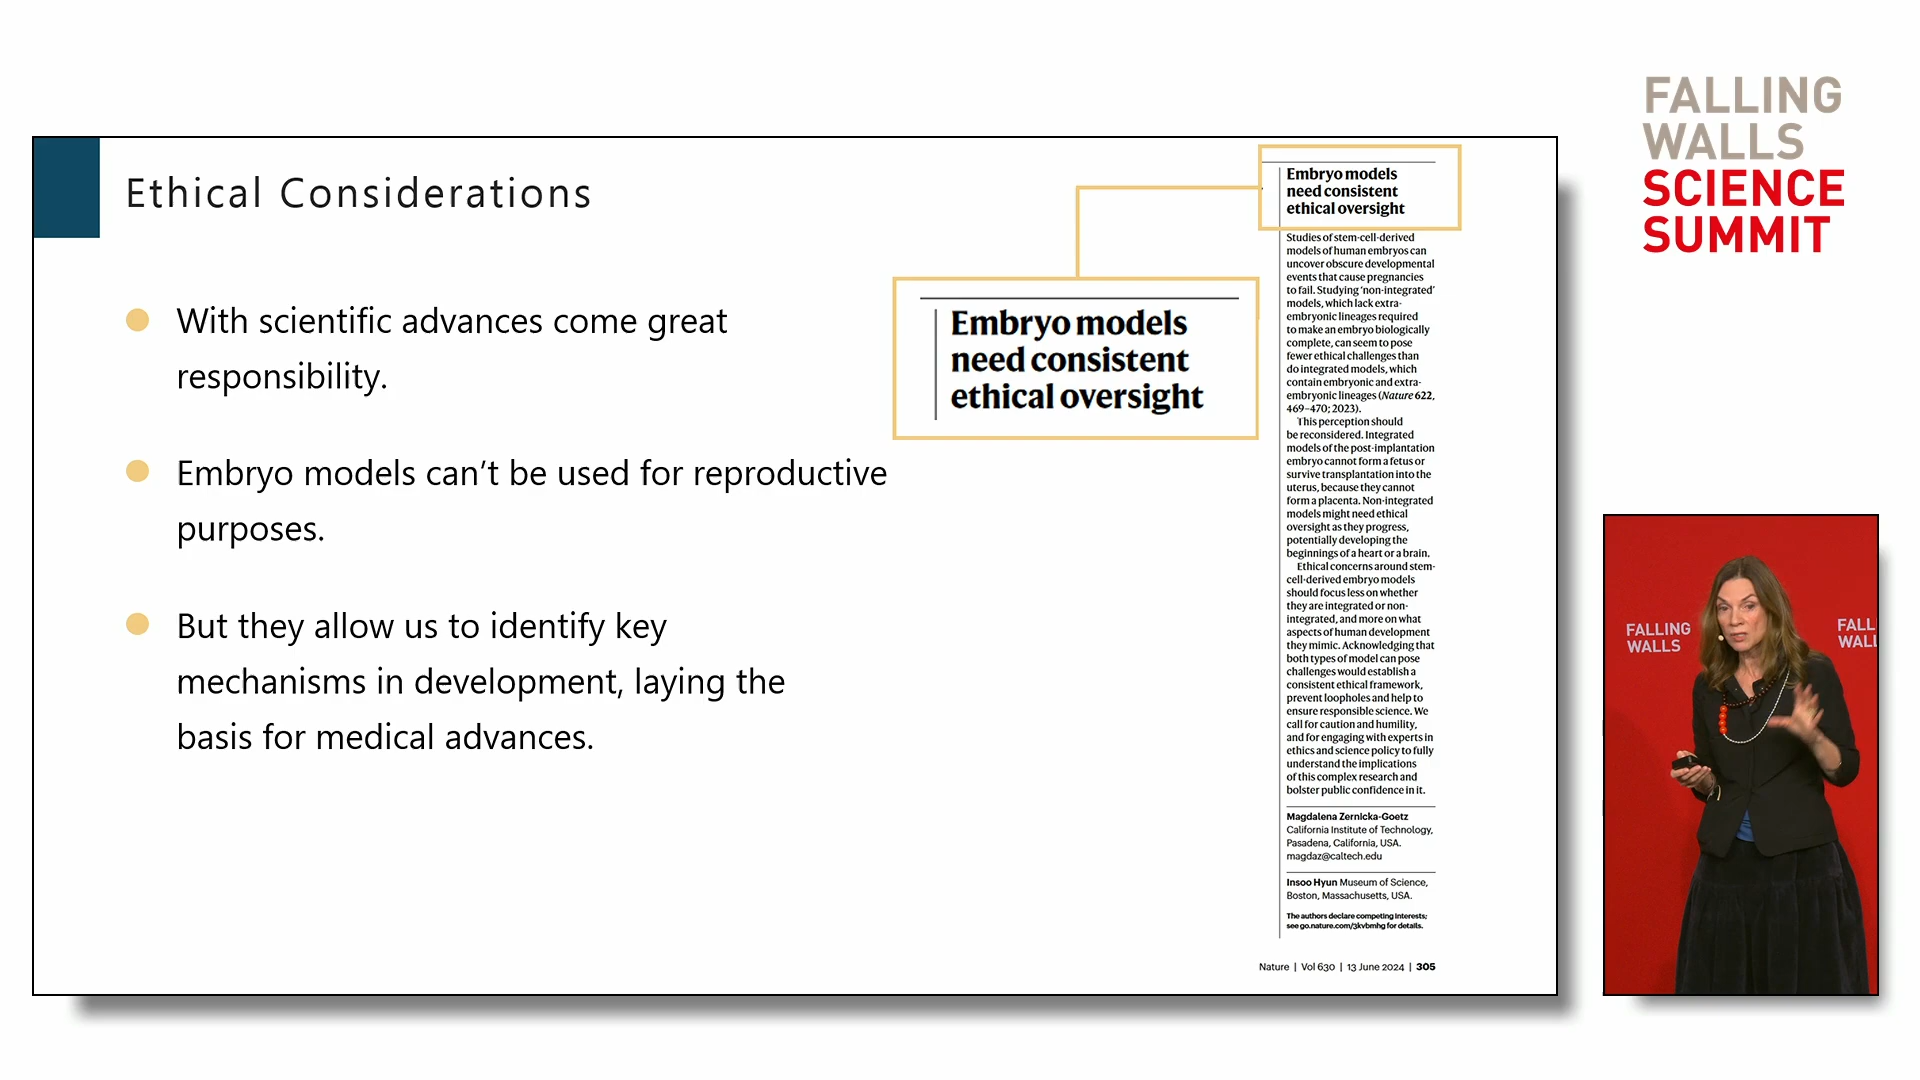 FALLING
WALLS
SCIENCE
SUMMIT
Ethical Considerations
With scientific advances come great
responsibility.
Embryo models can’t be used for reproductive
purposes.
But they allow us to identify key
mechanisms in development, laying the
basis for medical advances.
Embryo models
need consistent
ethical oversight
Embryo models
need consistent
ethical oversight
Studies of stem-cell-derived
models of human embryos can
uncover obscure developmental
events that cause pregnancies
to fail. Studying ‘non-integrated’
models, which lack extra-
embryonic lineages required
to make an embryo biologically
complete, can seem to pose
fewer ethical challenges than
do integrated models, which
contain embryonic and extra-
embryonic lineages (Nature 622,
469–470; 2023).
This perception should
be reconsidered. Integrated
models of the post-implantation
embryo cannot form a fetus or
survive transplantation into the
uterus, because they cannot
form a placenta. Non-integrated
models might need ethical
oversight as they progress,
potentially developing the
beginnings of a heart or a brain.
Ethical concerns around stem-
cell-derived embryo models
should focus less on whether
they are integrated or non-
integrated, and more on what
aspects of human development
they mimic. Acknowledging that
both types of model can pose
challenges would establish a
consistent ethical framework,
prevent loopholes and help to
ensure responsible science. We
call for caution and humility,
and for engaging with experts in
ethics and science policy to fully
understand the implications
of this complex research and
bolster public confidence in it.
Magdalena Zernicka-Goetz
California Institute of Technology,
Pasadena, California, USA.
magdaz@caltech.edu
Insoo Hyun Museum of Science,
Boston, Massachusetts, USA.
The authors declare competing interests;
see go.nature.com/3kvbmhg for details.
Nature | Vol 630 | 13 June 2024 | 305
FALLING
WALLS
FALL
WALL